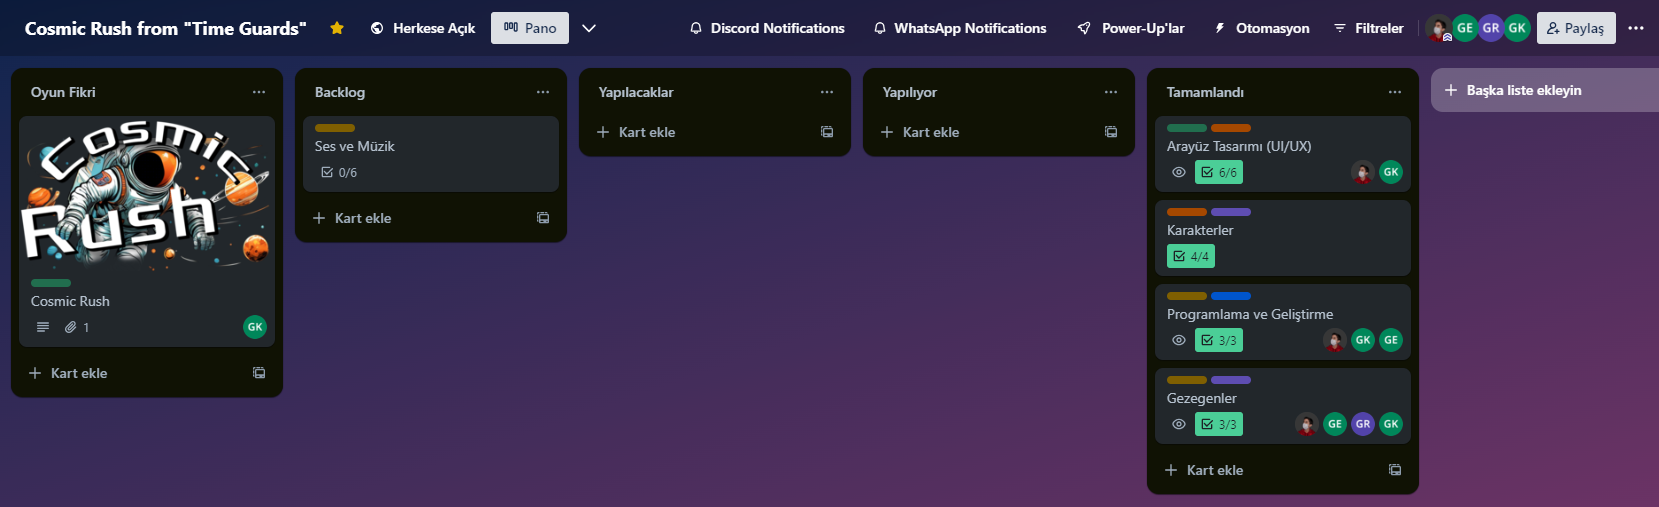 Cosmic Rush from "Time Guards"
Herkese Açık
Pano
Discord Notifications
WhatsApp Notifications
Power-Up'lar
Otomasyon
Filtreler
GE
GR
GK
Paylaş
Oyun Fikri
Cosmic
Rush
Cosmic Rush
1
GK
Kart ekle
Backlog
Ses ve Müzik
0/6
Kart ekle
Yapılacaklar
Kart ekle
Yapılıyor
Kart ekle
Tamamlandı
Arayüz Tasarımı (UI/UX)
6/6
GK
Karakterler
4/4
Programlama ve Geliştirme
3/3
GK
GE
Gezegenler
3/3
GE
GR
GK
Kart ekle
Başka liste ekleyin